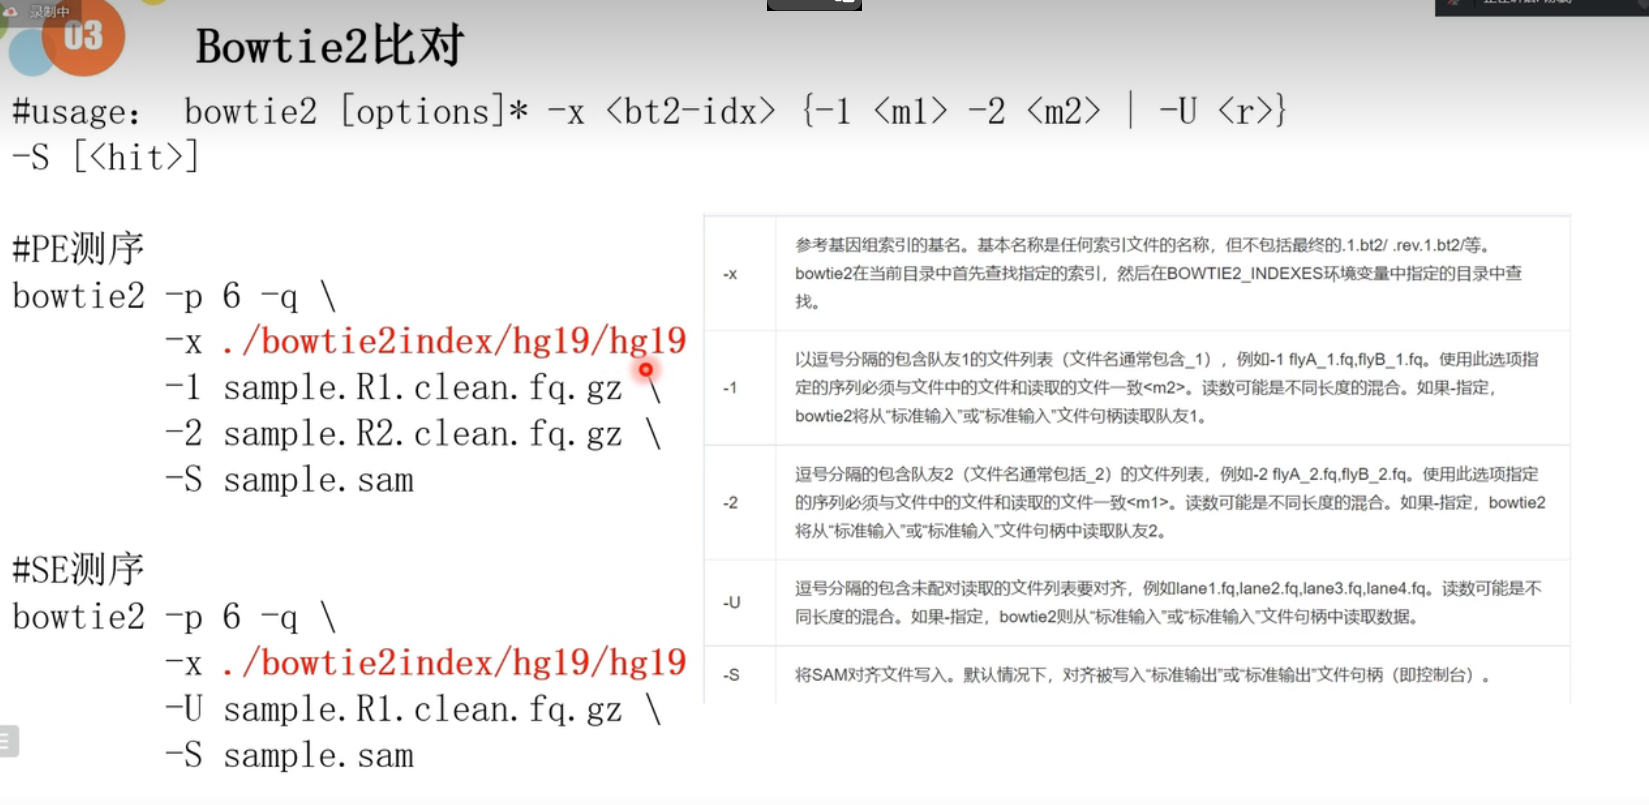 录制中
03
Bowtie2比对
#usage： bowtie2 [options]* -x <bt2-idx> {-1 <m1> -2 <m2> | -U <r>}
-S [<hit>]
#PE测序
bowtie2 -p 6 -q \
-x ./bowtie2index/hg19/hg19
-1 sample.R1.clean.fq.gz \
-2 sample.R2.clean.fq.gz \
-S sample.sam
#SE测序
bowtie2 -p 6 -q \
-x ./bowtie2index/hg19/hg19
-U sample.R1.clean.fq.gz \
-S sample.sam
-x
参考基因组索引的基名。基本名称是任何索引文件的名称，但不包括最终的.1.bt2/ .rev.1.bt2/等。
bowtie2在当前目录中首先查找指定的索引，然后在BOWTIE2_INDEXES环境变量中指定的目录中查
找。
-1
以逗号分隔的包含队友1的文件列表（文件名通常包含_1），例如-1 flyA_1.fq,flyB_1.fq。使用此选项指
定的序列必须与文件中的文件和读取的文件一致<m2>。读数可能是不同长度的混合。如果-指定，
bowtie2将从“标准输入”或“标准输入”文件句柄读取队友1。
-2
逗号分隔的包含队友2（文件名通常包括_2）的文件列表，例如-2 flyA_2.fq,flyB_2.fq。使用此选项指定
的序列必须与文件中的文件和读取的文件一致<m1>。读数可能是不同长度的混合。如果-指定，bowtie2
将从“标准输入”或“标准输入”文件句柄中读取队友2。
-U
逗号分隔的包含未配对读取的文件列表要对齐，例如lane1.fq,lane2.fq,lane3.fq,lane4.fq。读数可能是不
同长度的混合。如果-指定，bowtie2则从“标准输入”或“标准输入”文件句柄中读取数据。
-S
将SAM对齐文件写入。默认情况下，对齐被写入“标准输出”或“标准输出”文件句柄（即控制台）。